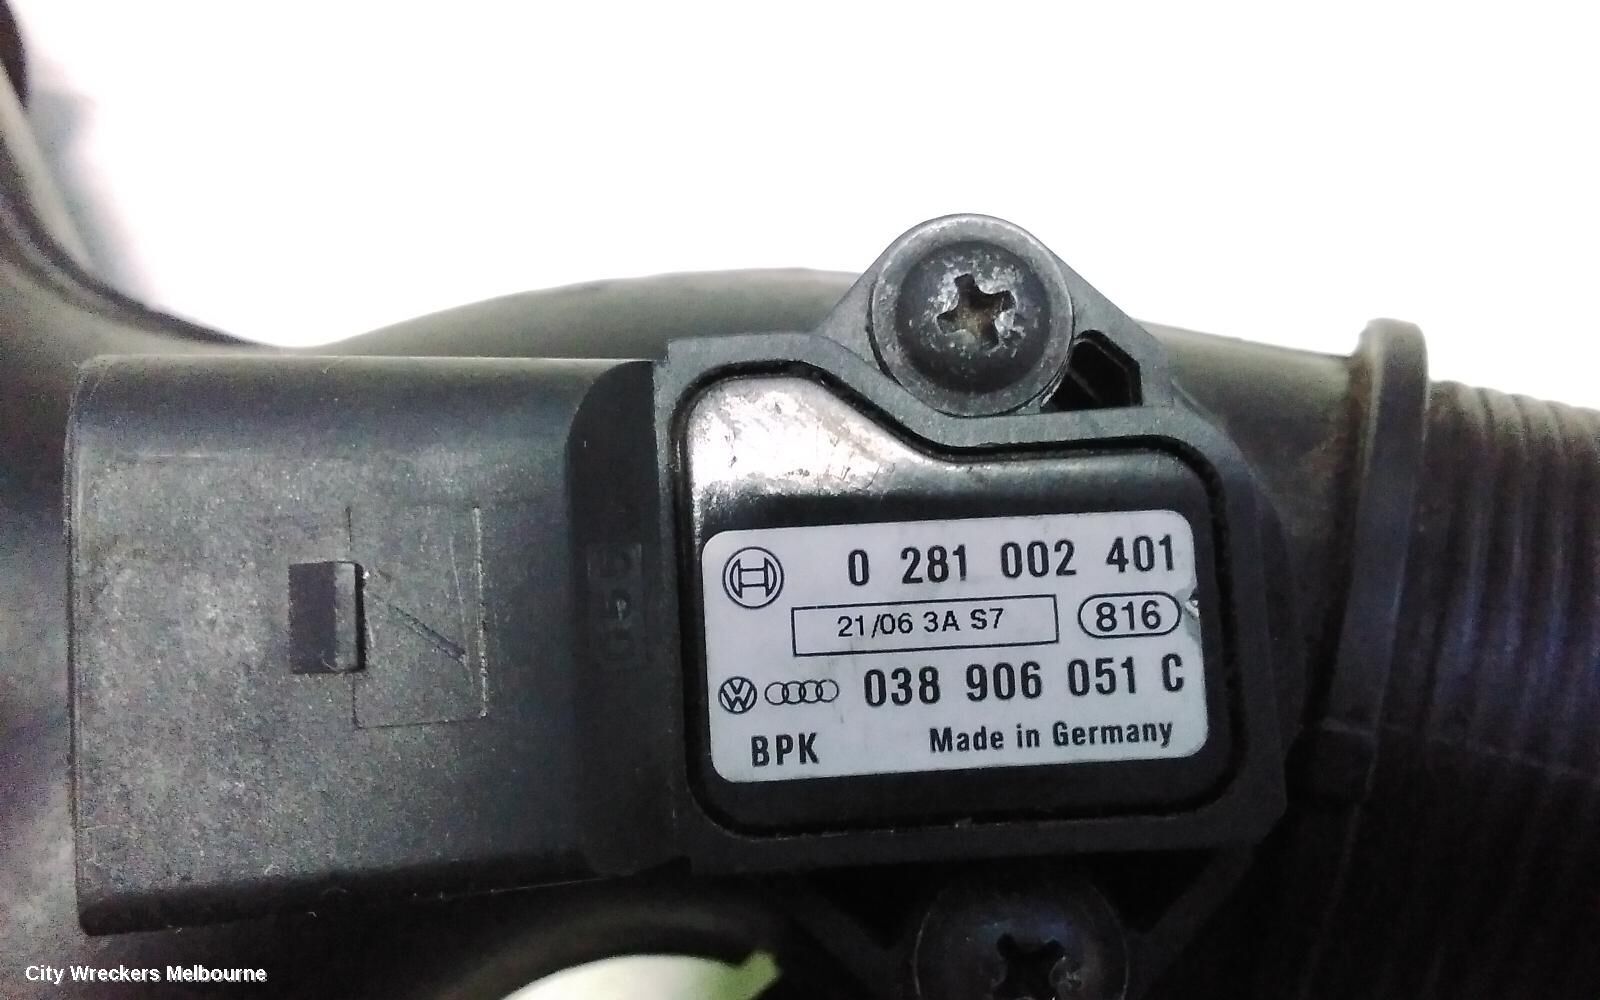 0 281 002 401
21/06 3A S7
816
038 906 051 C
BPK Made in Germany
City Wreckers Melbourne